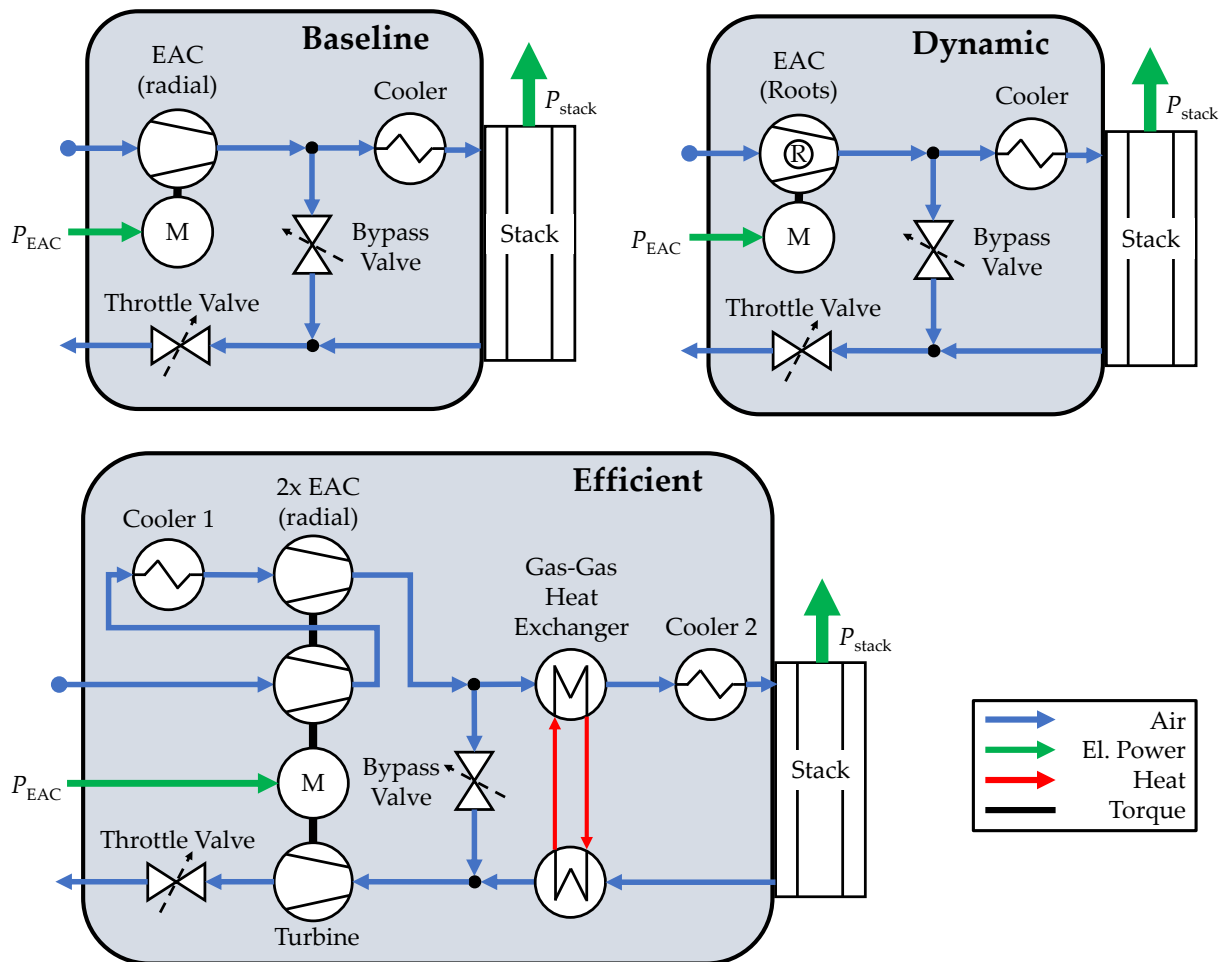 Baseline
EAC
(radial)
Cooler
P_stack
P_EAC
M
Bypass
Valve
Stack
Throttle Valve
Dynamic
EAC
(Roots)
Cooler
P_stack
R
P_EAC
M
Bypass
Valve
Stack
Throttle Valve
Efficient
2x EAC
(radial)
Cooler 1
Gas-Gas
Heat
Exchanger
Cooler 2
P_stack
P_EAC
M
Bypass
Valve
Stack
Throttle Valve
Turbine
Air
El. Power
Heat
Torque